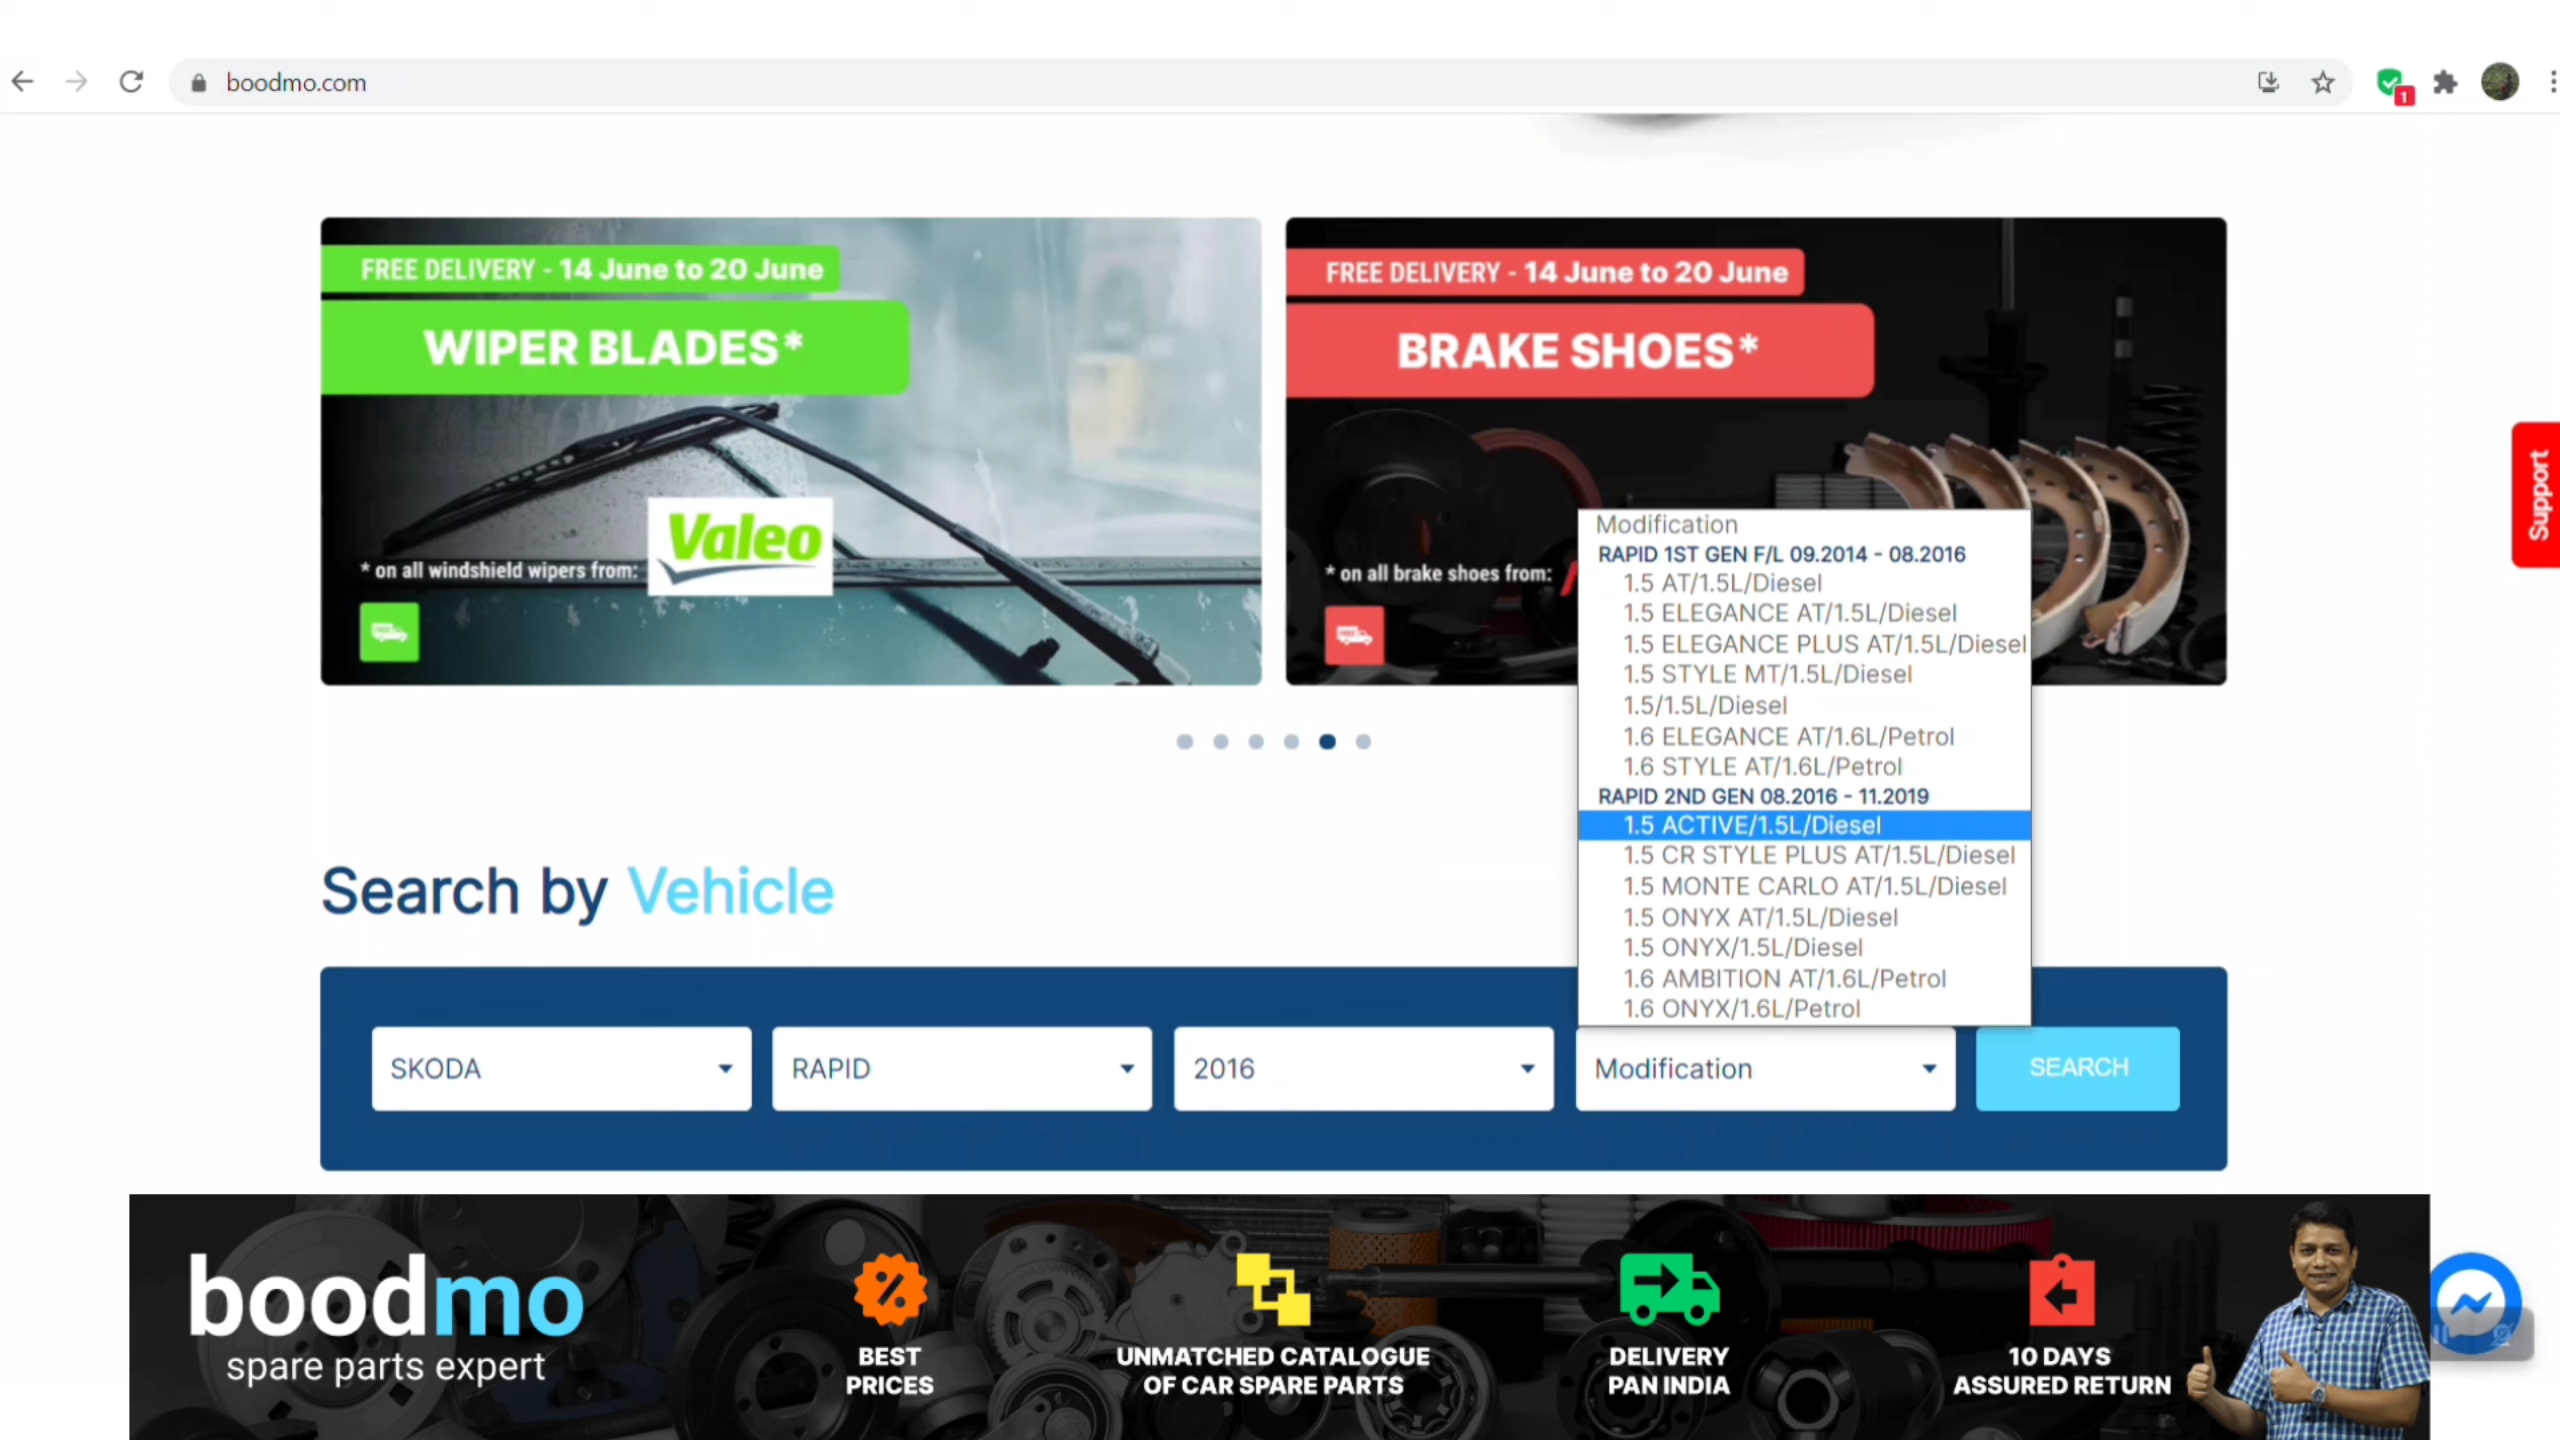 boodmo.com
1
FREE DELIVERY - 14 June to 20 June
WIPER BLADES*
Valeo
* on all windshield wipers from:
FREE DELIVERY - 14 June to 20 June
BRAKE SHOES*
* on all brake shoes from:
Support
Modification
RAPID 1ST GEN F/L 09.2014 - 08.2016
1.5 AT/1.5L/Diesel
1.5 ELEGANCE AT/1.5L/Diesel
1.5 ELEGANCE PLUS AT/1.5L/Diesel
1.5 STYLE MT/1.5L/Diesel
1.5/1.5L/Diesel
1.6 ELEGANCE AT/1.6L/Petrol
1.6 STYLE AT/1.6L/Petrol
RAPID 2ND GEN 08.2016 - 11.2019
1.5 ACTIVE/1.5L/Diesel
1.5 CR STYLE PLUS AT/1.5L/Diesel
1.5 MONTE CARLO AT/1.5L/Diesel
1.5 ONYX AT/1.5L/Diesel
1.5 ONYX/1.5L/Diesel
1.6 AMBITION AT/1.6L/Petrol
1.6 ONYX/1.6L/Petrol
Search by Vehicle
SKODA
RAPID
2016
Modification
SEARCH
boodmo
spare parts expert
BEST
PRICES
UNMATCHED CATALOGUE
OF CAR SPARE PARTS
DELIVERY
PAN INDIA
10 DAYS
ASSURED RETURN